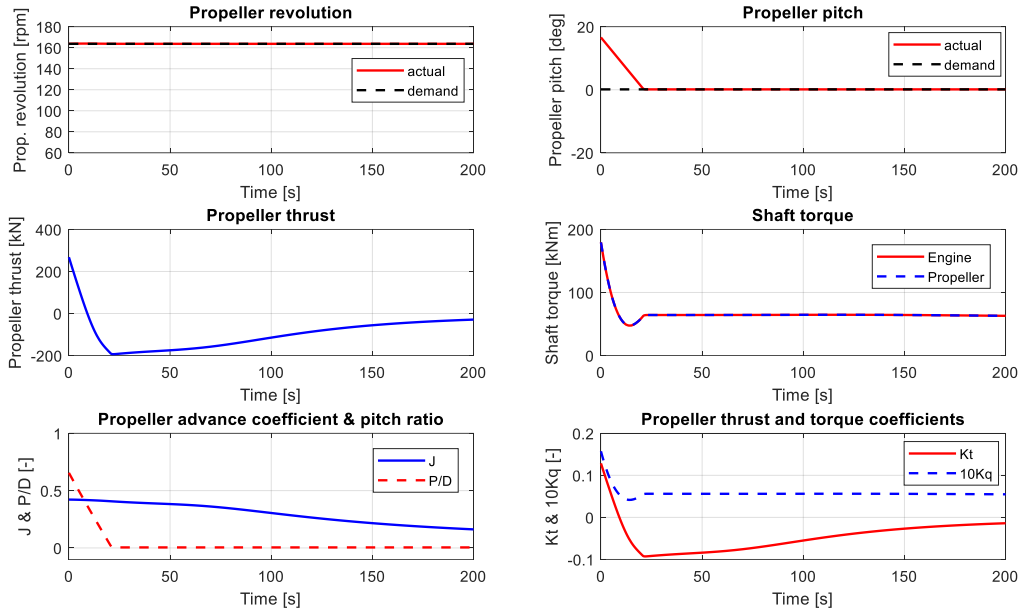 Propeller revolution
Prop. revolution [rpm]
180
160
140
120
100
80
60
actual
demand
0
50
100
150
200
Time [s]
Propeller pitch
Propeller pitch [deg]
20
0
-20
actual
demand
0
50
100
150
200
Time [s]
Propeller thrust
Propeller thrust [kN]
400
200
0
-200
0
50
100
150
200
Time [s]
Shaft torque
Shaft torque [kNm]
200
100
0
Engine
Propeller
0
50
100
150
200
Time [s]
Propeller advance coefficient & pitch ratio
J & P/D [-]
1
0.5
0
J
P/D
0
50
100
150
200
Time [s]
Propeller thrust and torque coefficients
Kt & 10Kq [-]
0.2
0.1
0
-0.1
Kt
10Kq
0
50
100
150
200
Time [s]